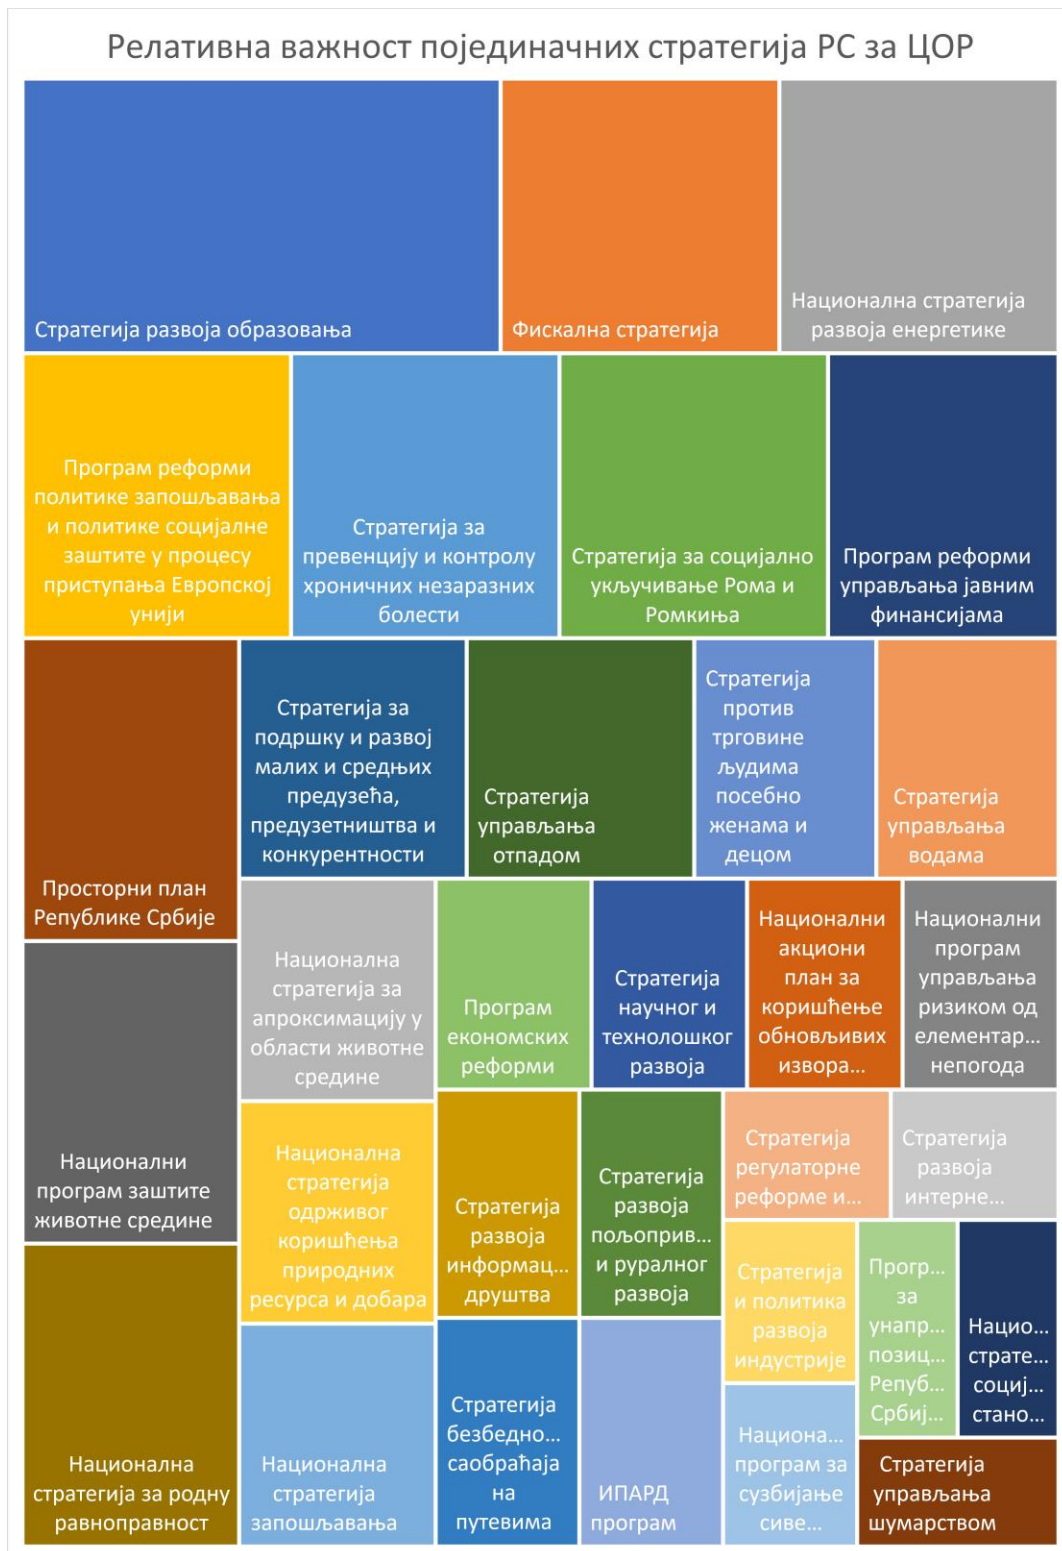 Релативна важност појединачних стратегија РС за ЦОР
Стратегија развоја образовања
Фискална стратегија
Национална стратегија
развоја енергетике
Програм реформи
политике запошљавања
и политике социјалне
заштите у процесу
приступања Европској
унији
Стратегија за
превенцију и контролу
хроничних незаразних
болести
Стратегија за социјално
укључивање Рома и
Ромкиња
Програм реформи
управљања јавним
финансијама
Просторни план
Републике Србије
Стратегија за
подршку и развој
малих и средњих
предузећа,
предузетништва и
конкурентности
Стратегија
управљања
отпадом
Стратегија
против
трговине
људима
посебно
женама и
децом
Стратегија
управљања
водама
Национални
програм заштите
животне средине
Национална
стратегија за
апроксимацију у
области животне
средине
Програм
економских
реформи
Стратегија
научног и
технолошког
развоја
Национални
акциони
план за
коришћење
обновљивих
извора...
Национални
програм
управљања
ризиком од
елементар...
непогода
Национална
стратегија
одрживог
коришћења
природних
ресурса и добара
Стратегија
развоја
информац...
друштва
Стратегија
развоја
пољоприв...
и руралног
развоја
Стратегија
регулаторне
реформе и...
Стратегија
развоја
интерне...
Стратегија
и политика
развоја
индустрије
Прогр...
за
унапр...
позиц...
Репуб...
Србиј...
Нацио...
страте...
социј...
стано...
Национална
стратегија за родну
равноправност
Национална
стратегија
запошљавања
Стратегија
безбедно...
саобраћаја
на
путевима
ИПАРД
програм
Национа...
програм за
сузбијање
сиве...
Стратегија
управљања
шумарством